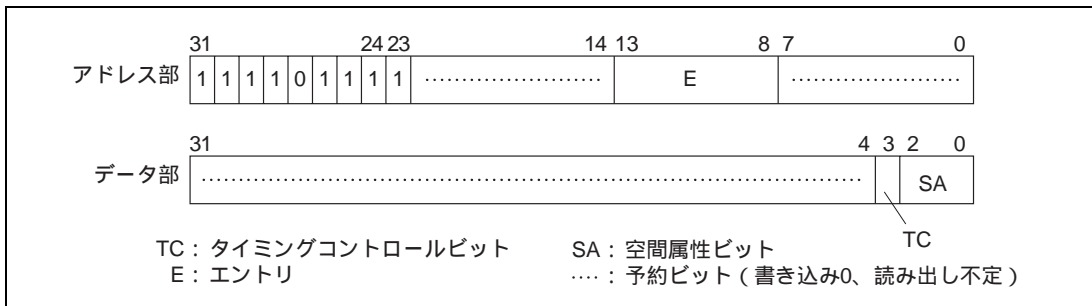 31 24 23 14 13 8 7 0
アドレス部 1 1 1 1 0 1 1 1 1 ........................ E .......................
31 4 3 2 0
データ部 ........................................................................................ SA
TC
TC : タイミングコントロールビット SA : 空間属性ビット
E : エントリ ···· : 予約ビット ( 書き込み0、読み出し不定 )